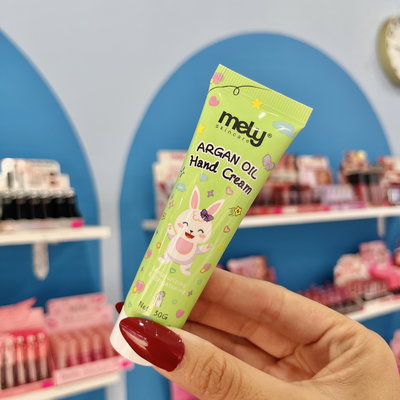 mely®
skincare
ARGAN OIL
Hand Cream
Net: 30G